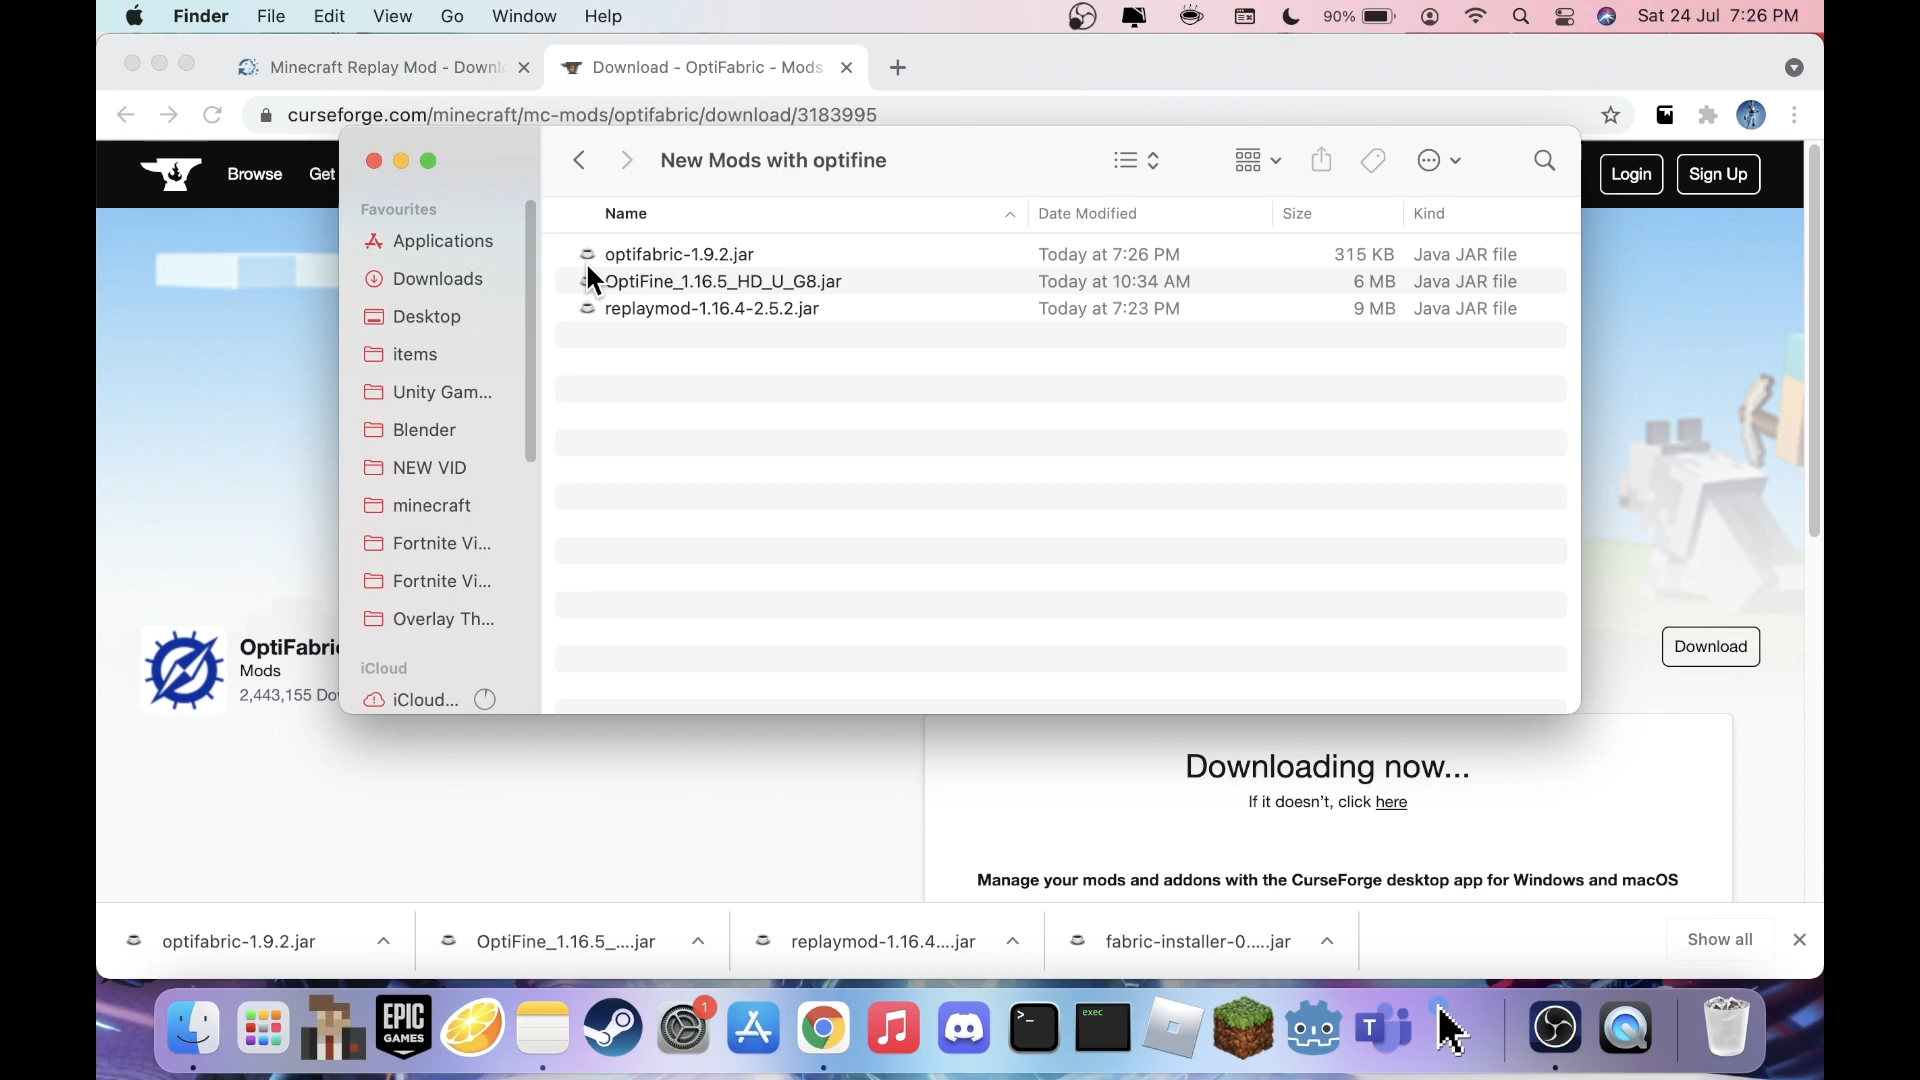 Finder File Edit View Go Window Help 90% Sat 24 Jul 7:26 PM
Minecraft Replay Mod - Downl Download - OptiFabric - Mods
curseforge.com/minecraft/mc-mods/optifabric/download/3183995
Browse Get Login Sign Up
New Mods with optifine
Favourites
Applications
Downloads
Desktop
items
Unity Gam...
Blender
NEW VID
minecraft
Fortnite Vi...
Fortnite Vi...
Overlay Th...
iCloud
iCloud...
Name Date Modified Size Kind
optifabric-1.9.2.jar Today at 7:26 PM 315 KB Java JAR file
OptiFine_1.16.5_HD_U_G8.jar Today at 10:34 AM 6 MB Java JAR file
replaymod-1.16.4-2.5.2.jar Today at 7:23 PM 9 MB Java JAR file
OptiFabri
Mods
2,443,155 Do
Download
Downloading now...
If it doesn't, click here
Manage your mods and addons with the CurseForge desktop app for Windows and macOS
optifabric-1.9.2.jar OptiFine_1.16.5_....jar replaymod-1.16.4....jar fabric-installer-0.....jar Show all
EPIC
GAMES
1
>_
exec
T